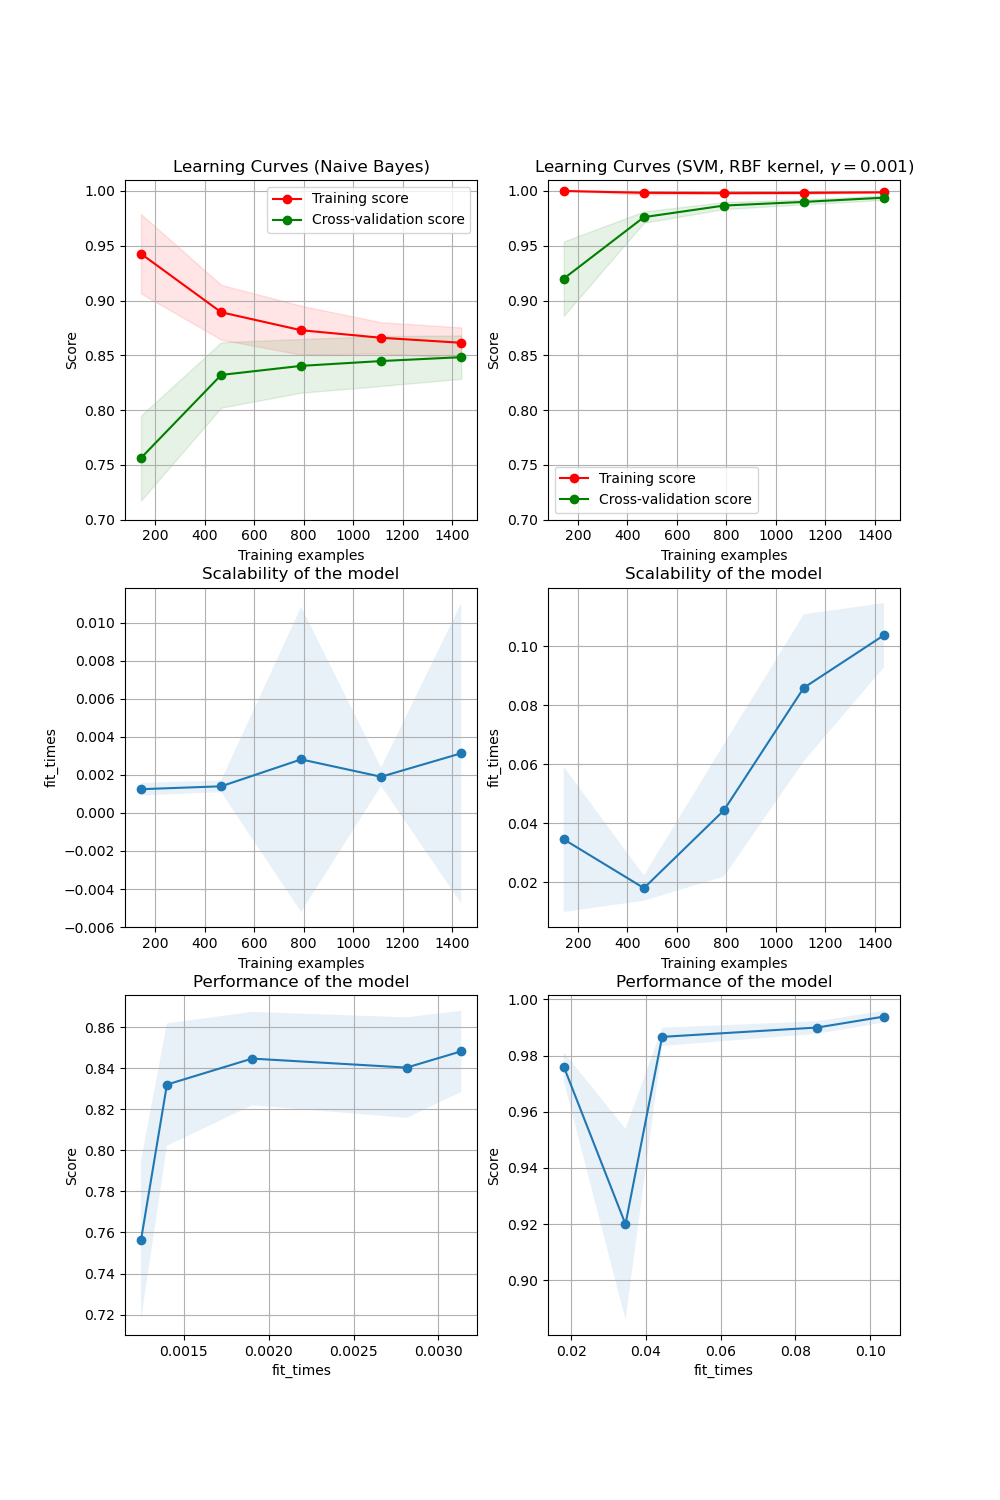 Learning Curves (Naive Bayes)
1.00
0.95
0.90
0.85
0.80
0.75
0.70
Score
Training score
Cross-validation score
200 400 600 800 1000 1200 1400
Training examples
Learning Curves (SVM, RBF kernel, γ = 0.001)
1.00
0.95
0.90
0.85
0.80
0.75
0.70
Score
Training score
Cross-validation score
200 400 600 800 1000 1200 1400
Training examples
Scalability of the model
0.010
0.008
0.006
0.004
0.002
0.000
−0.002
−0.004
−0.006
fit_times
200 400 600 800 1000 1200 1400
Training examples
Scalability of the model
0.10
0.08
0.06
0.04
0.02
fit_times
200 400 600 800 1000 1200 1400
Training examples
Performance of the model
0.86
0.84
0.82
0.80
0.78
0.76
0.74
0.72
Score
0.0015 0.0020 0.0025 0.0030
fit_times
Performance of the model
1.00
0.98
0.96
0.94
0.92
0.90
Score
0.02 0.04 0.06 0.08 0.10
fit_times